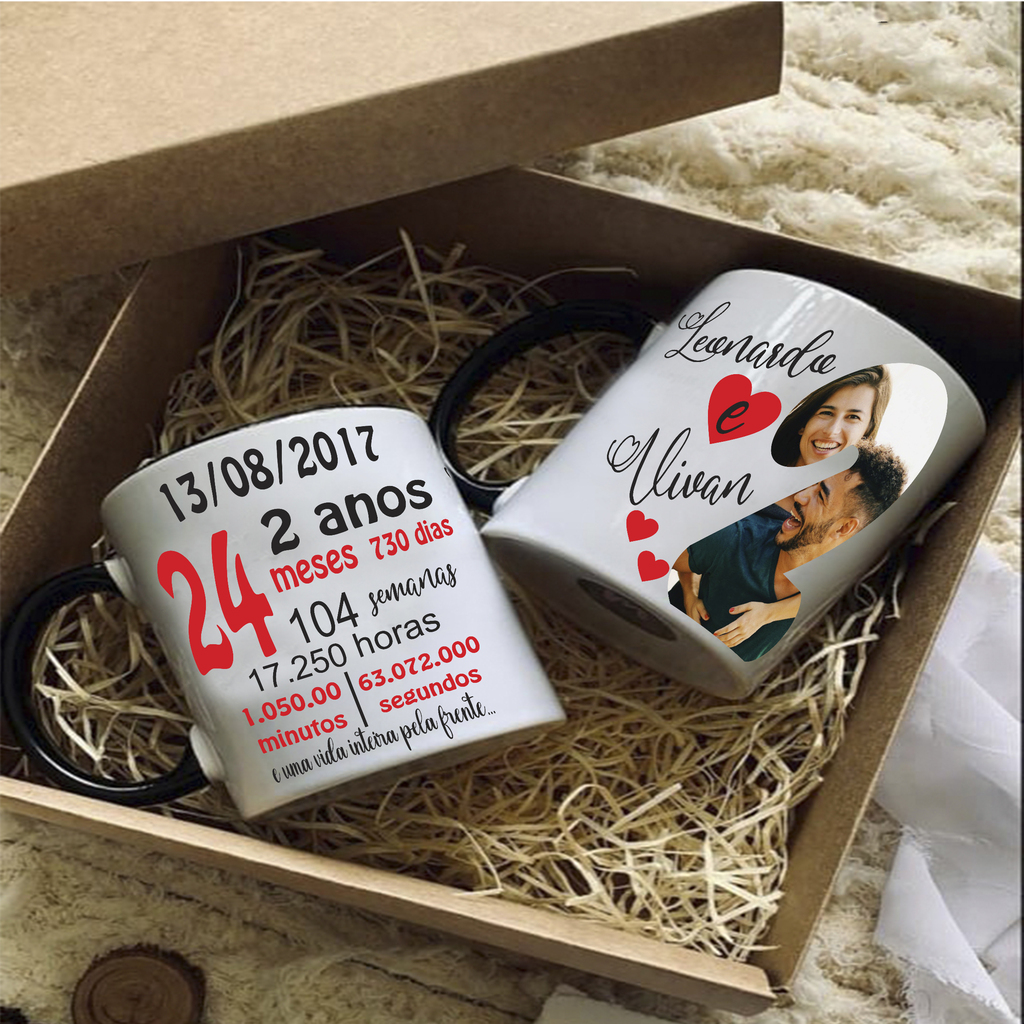 13/08/2017
2 anos
24 meses 730 dias
104 semanas
17.250 horas
1.050.00 minutos | 63.072.000 segundos
e uma vida inteira pela frente...
Leonardo
e
Vivan